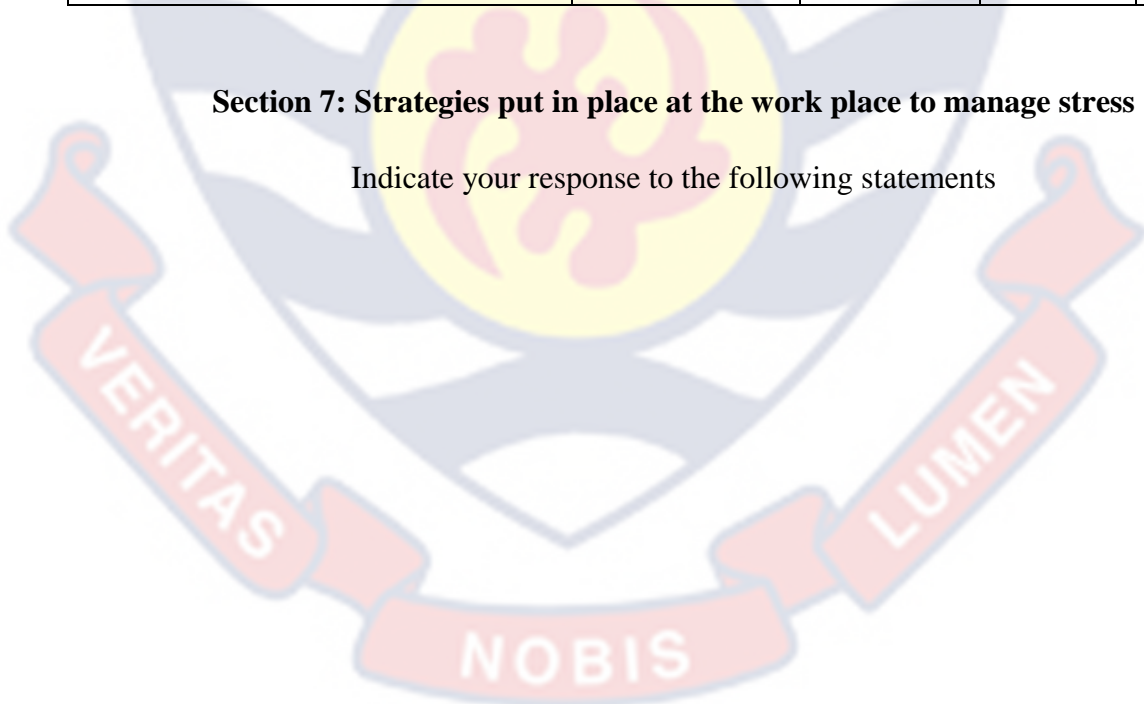 Section 7: Strategies put in place at the work place to manage stress
Indicate your response to the following statements
VERITAS
NOBIS
LUMEN